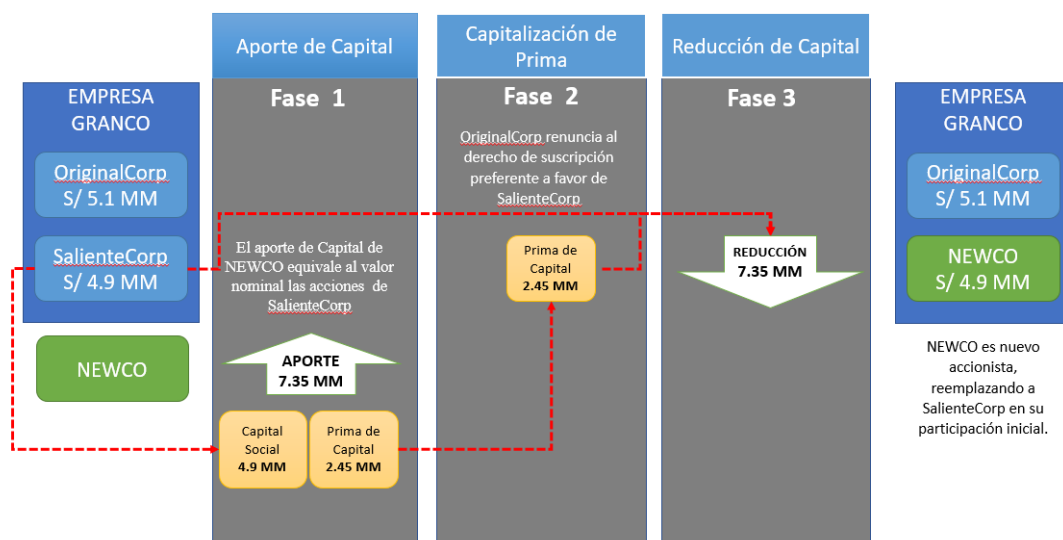 Aporte de Capital
Capitalización de
Prima
Reducción de Capital
EMPRESA
GRANCO
OriginalCorp
S/ 5.1 MM
SalienteCorp
S/ 4.9 MM
NEWCO
Fase 1
El aporte de Capital de
NEWCO equivale al valor
nominal las acciones de
SalienteCorp
APORTE
7.35 MM
Capital
Social
4.9 MM
Prima de
Capital
2.45 MM
Fase 2
OriginalCorp renuncia al
derecho de suscripción
preferente a favor de
SalienteCorp
Prima de
Capital
2.45 MM
Fase 3
REDUCCIÓN
7.35 MM
EMPRESA
GRANCO
OriginalCorp
S/ 5.1 MM
NEWCO
S/ 4.9 MM
NEWCO es nuevo
accionista,
reemplazando a
SalienteCorp en su
participación inicial.